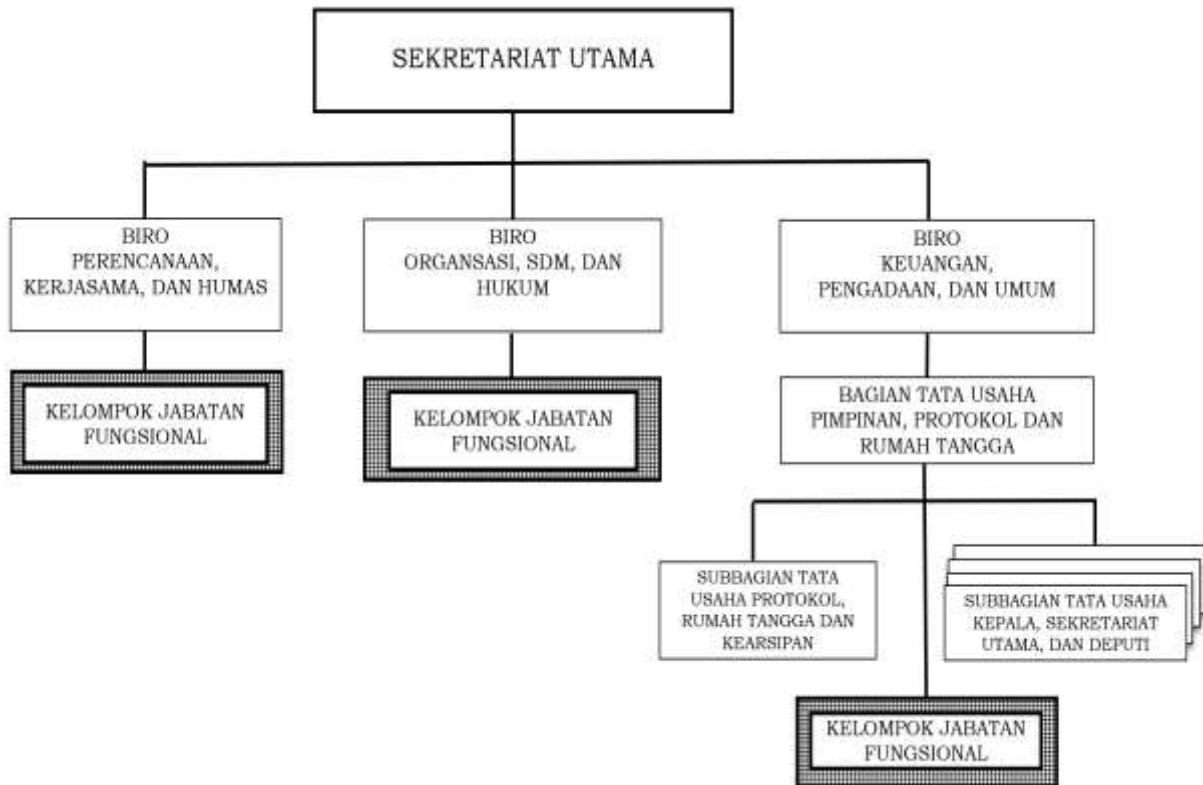 SEKRETARIAT UTAMA
BIRO
PERENCANAAN,
KERJASAMA, DAN HUMAS
BIRO
ORGANSASI, SDM, DAN
HUKUM
BIRO
KEUANGAN,
PENGADAAN, DAN UMUM
KELOMPOK JABATAN
FUNGSIONAL
KELOMPOK JABATAN
FUNGSIONAL
BAGIAN TATA USAHA
PIMPINAN, PROTOKOL DAN
RUMAH TANGGA
SUBBAGIAN TATA
USAHA PROTOKOL,
RUMAH TANGGA DAN
KEARSIPAN
SUBBAGIAN TATA USAHA
KEPALA, SEKRETARIAT
UTAMA, DAN DEPUTI
KELOMPOK JABATAN
FUNGSIONAL